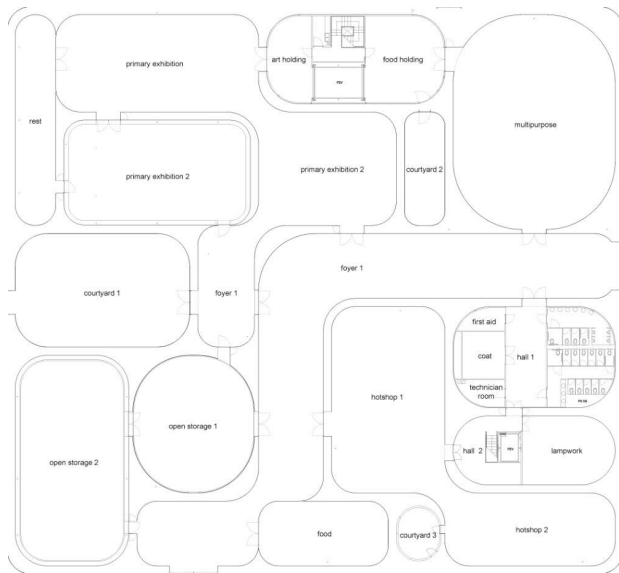 primary exhibition
art holding
food holding
PSV
rest
multipurpose
primary exhibition 2
primary exhibition 2
courtyard 2
courtyard 1
foyer 1
foyer 1
first aid
coat
hall 1
technician
room
hotshop 1
open storage 1
open storage 2
hall 2
PSV
lampwork
food
courtyard 3
hotshop 2